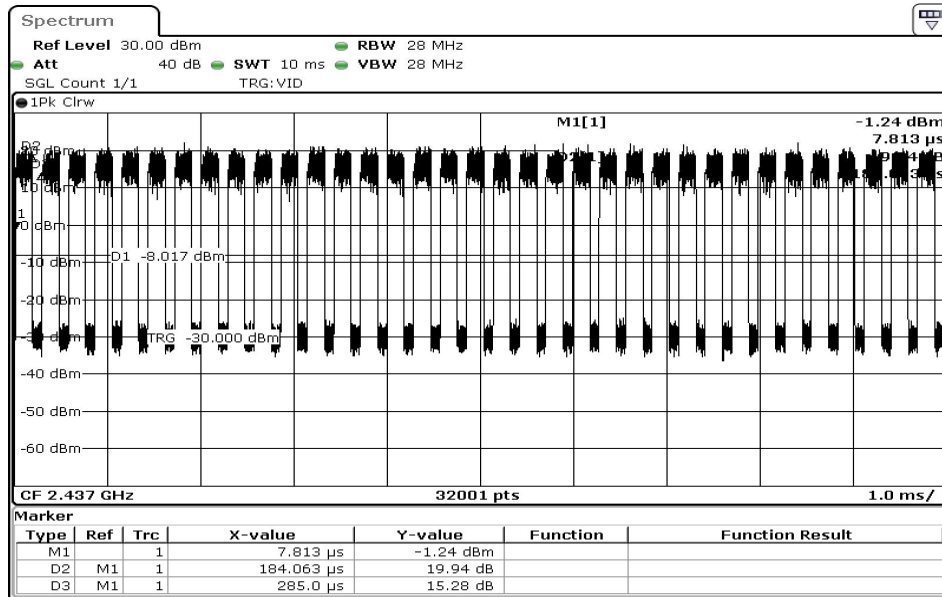 Spectrum
Ref Level 30.00 dBm RBW 28 MHz
Att 40 dB SWT 10 ms VBW 28 MHz
SGL Count 1/1 TRG:VID
1Pk Clrw
M1[1] -1.24 dBm
7.813 µs
D2
10 dBm
1
0 dBm
D1 -8.017 dBm
-10 dBm
-20 dBm
TRG -30.000 dBm
-40 dBm
-50 dBm
-60 dBm
CF 2.437 GHz 32001 pts 1.0 ms/
Marker
Type Ref Trc X-value Y-value Function Function Result
M1 1 7.813 µs -1.24 dBm
D2 M1 1 184.063 µs 19.94 dB
D3 M1 1 285.0 µs 15.28 dB